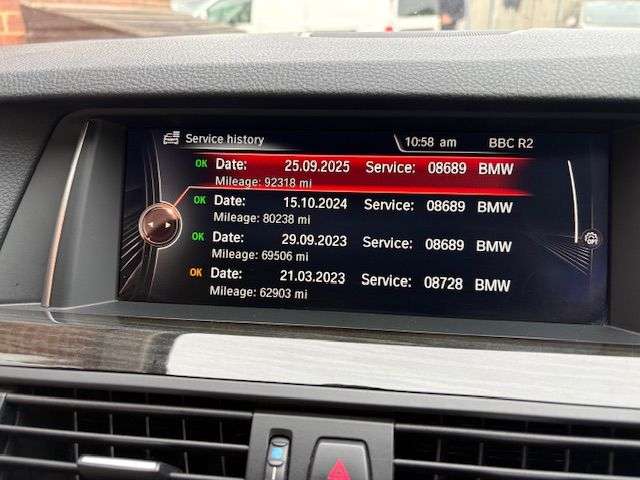 Service history 10:58 am BBC R2
OK Date: 25.09.2025 Service: 08689 BMW
Mileage: 92318 mi
OK Date: 15.10.2024 Service: 08689 BMW
Mileage: 80238 mi
OK Date: 29.09.2023 Service: 08689 BMW
Mileage: 69506 mi
OK Date: 21.03.2023 Service: 08728 BMW
Mileage: 62903 mi